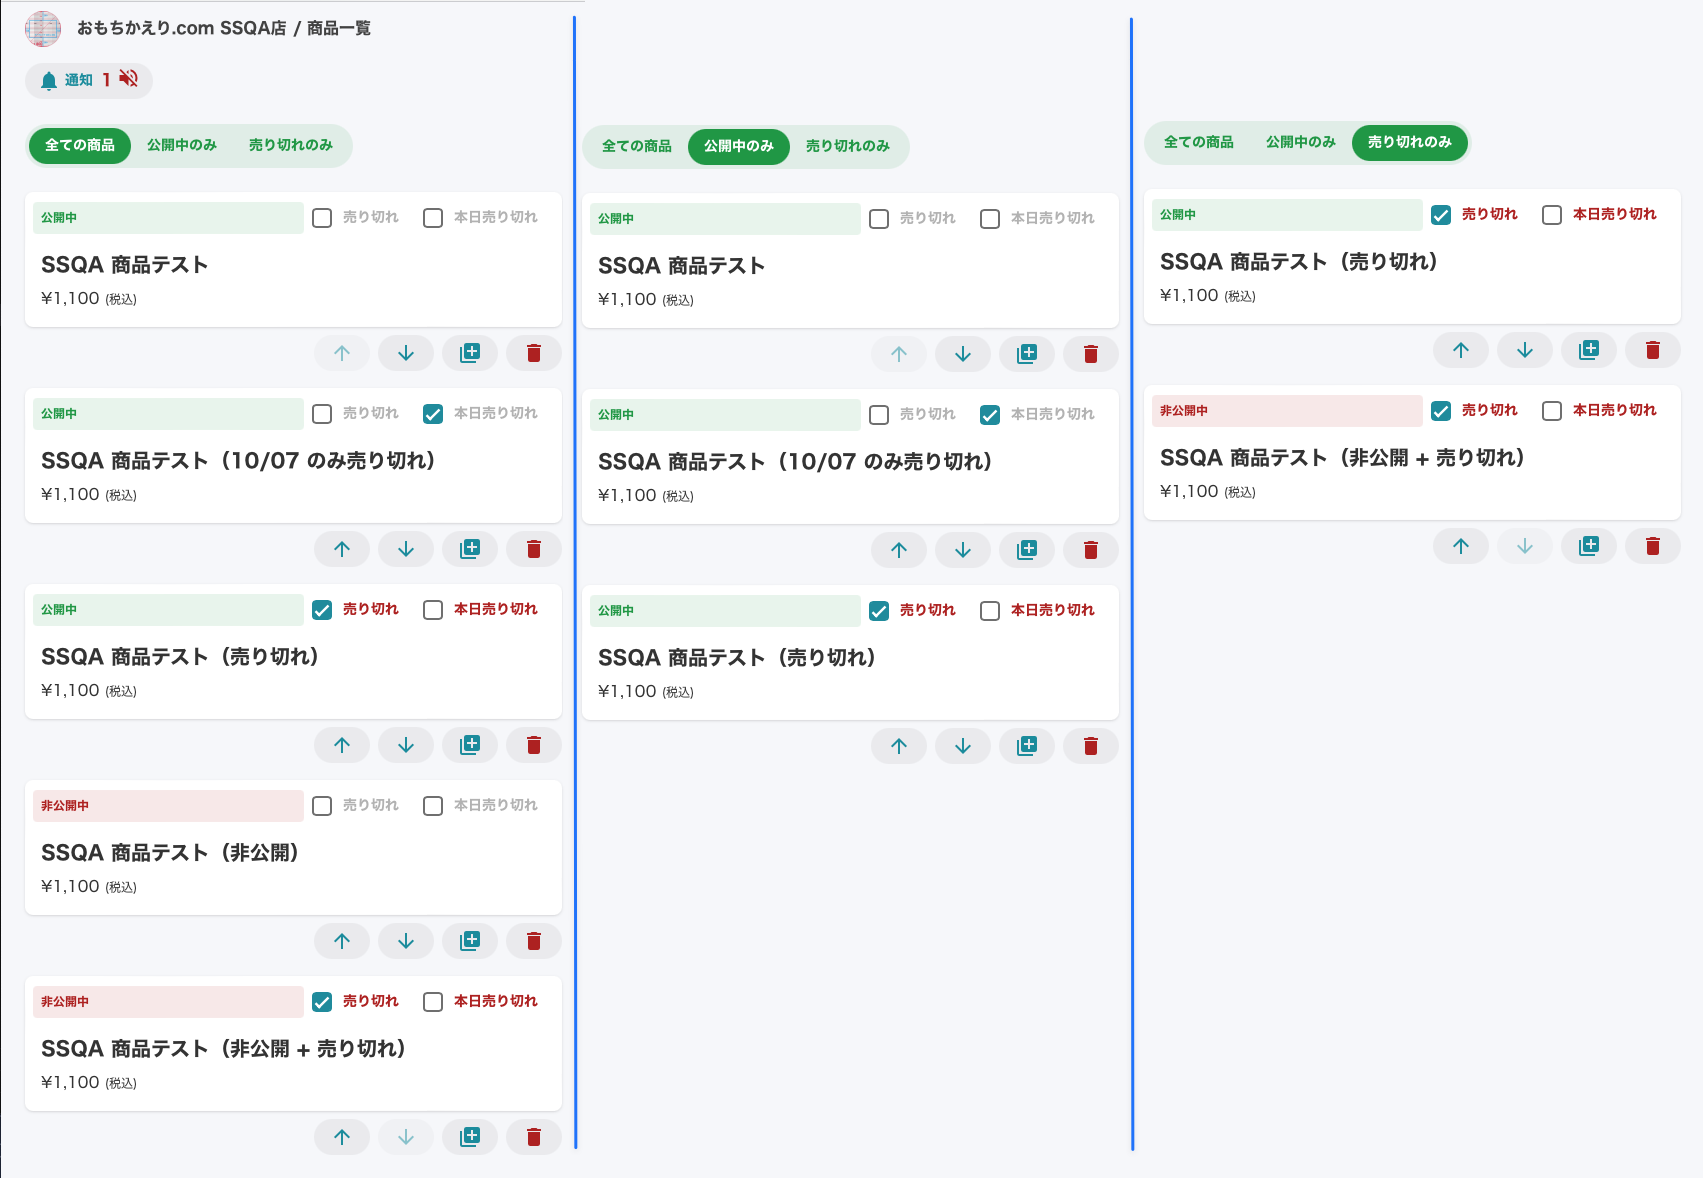 おもちかえり.com SSQA店 / 商品一覧
通知 1
全ての商品 公開中のみ 売り切れのみ
公開中 売り切れ 本日売り切れ
SSQA 商品テスト
¥1,100 (税込)
公開中 売り切れ 本日売り切れ
SSQA 商品テスト（10/07 のみ売り切れ）
¥1,100 (税込)
公開中 売り切れ 本日売り切れ
SSQA 商品テスト（売り切れ）
¥1,100 (税込)
非公開中 売り切れ 本日売り切れ
SSQA 商品テスト（非公開）
¥1,100 (税込)
非公開中 売り切れ 本日売り切れ
SSQA 商品テスト（非公開 + 売り切れ）
¥1,100 (税込)
全ての商品 公開中のみ 売り切れのみ
公開中 売り切れ 本日売り切れ
SSQA 商品テスト
¥1,100 (税込)
公開中 売り切れ 本日売り切れ
SSQA 商品テスト（10/07 のみ売り切れ）
¥1,100 (税込)
公開中 売り切れ 本日売り切れ
SSQA 商品テスト（売り切れ）
¥1,100 (税込)
全ての商品 公開中のみ 売り切れのみ
公開中 売り切れ 本日売り切れ
SSQA 商品テスト（売り切れ）
¥1,100 (税込)
非公開中 売り切れ 本日売り切れ
SSQA 商品テスト（非公開 + 売り切れ）
¥1,100 (税込)